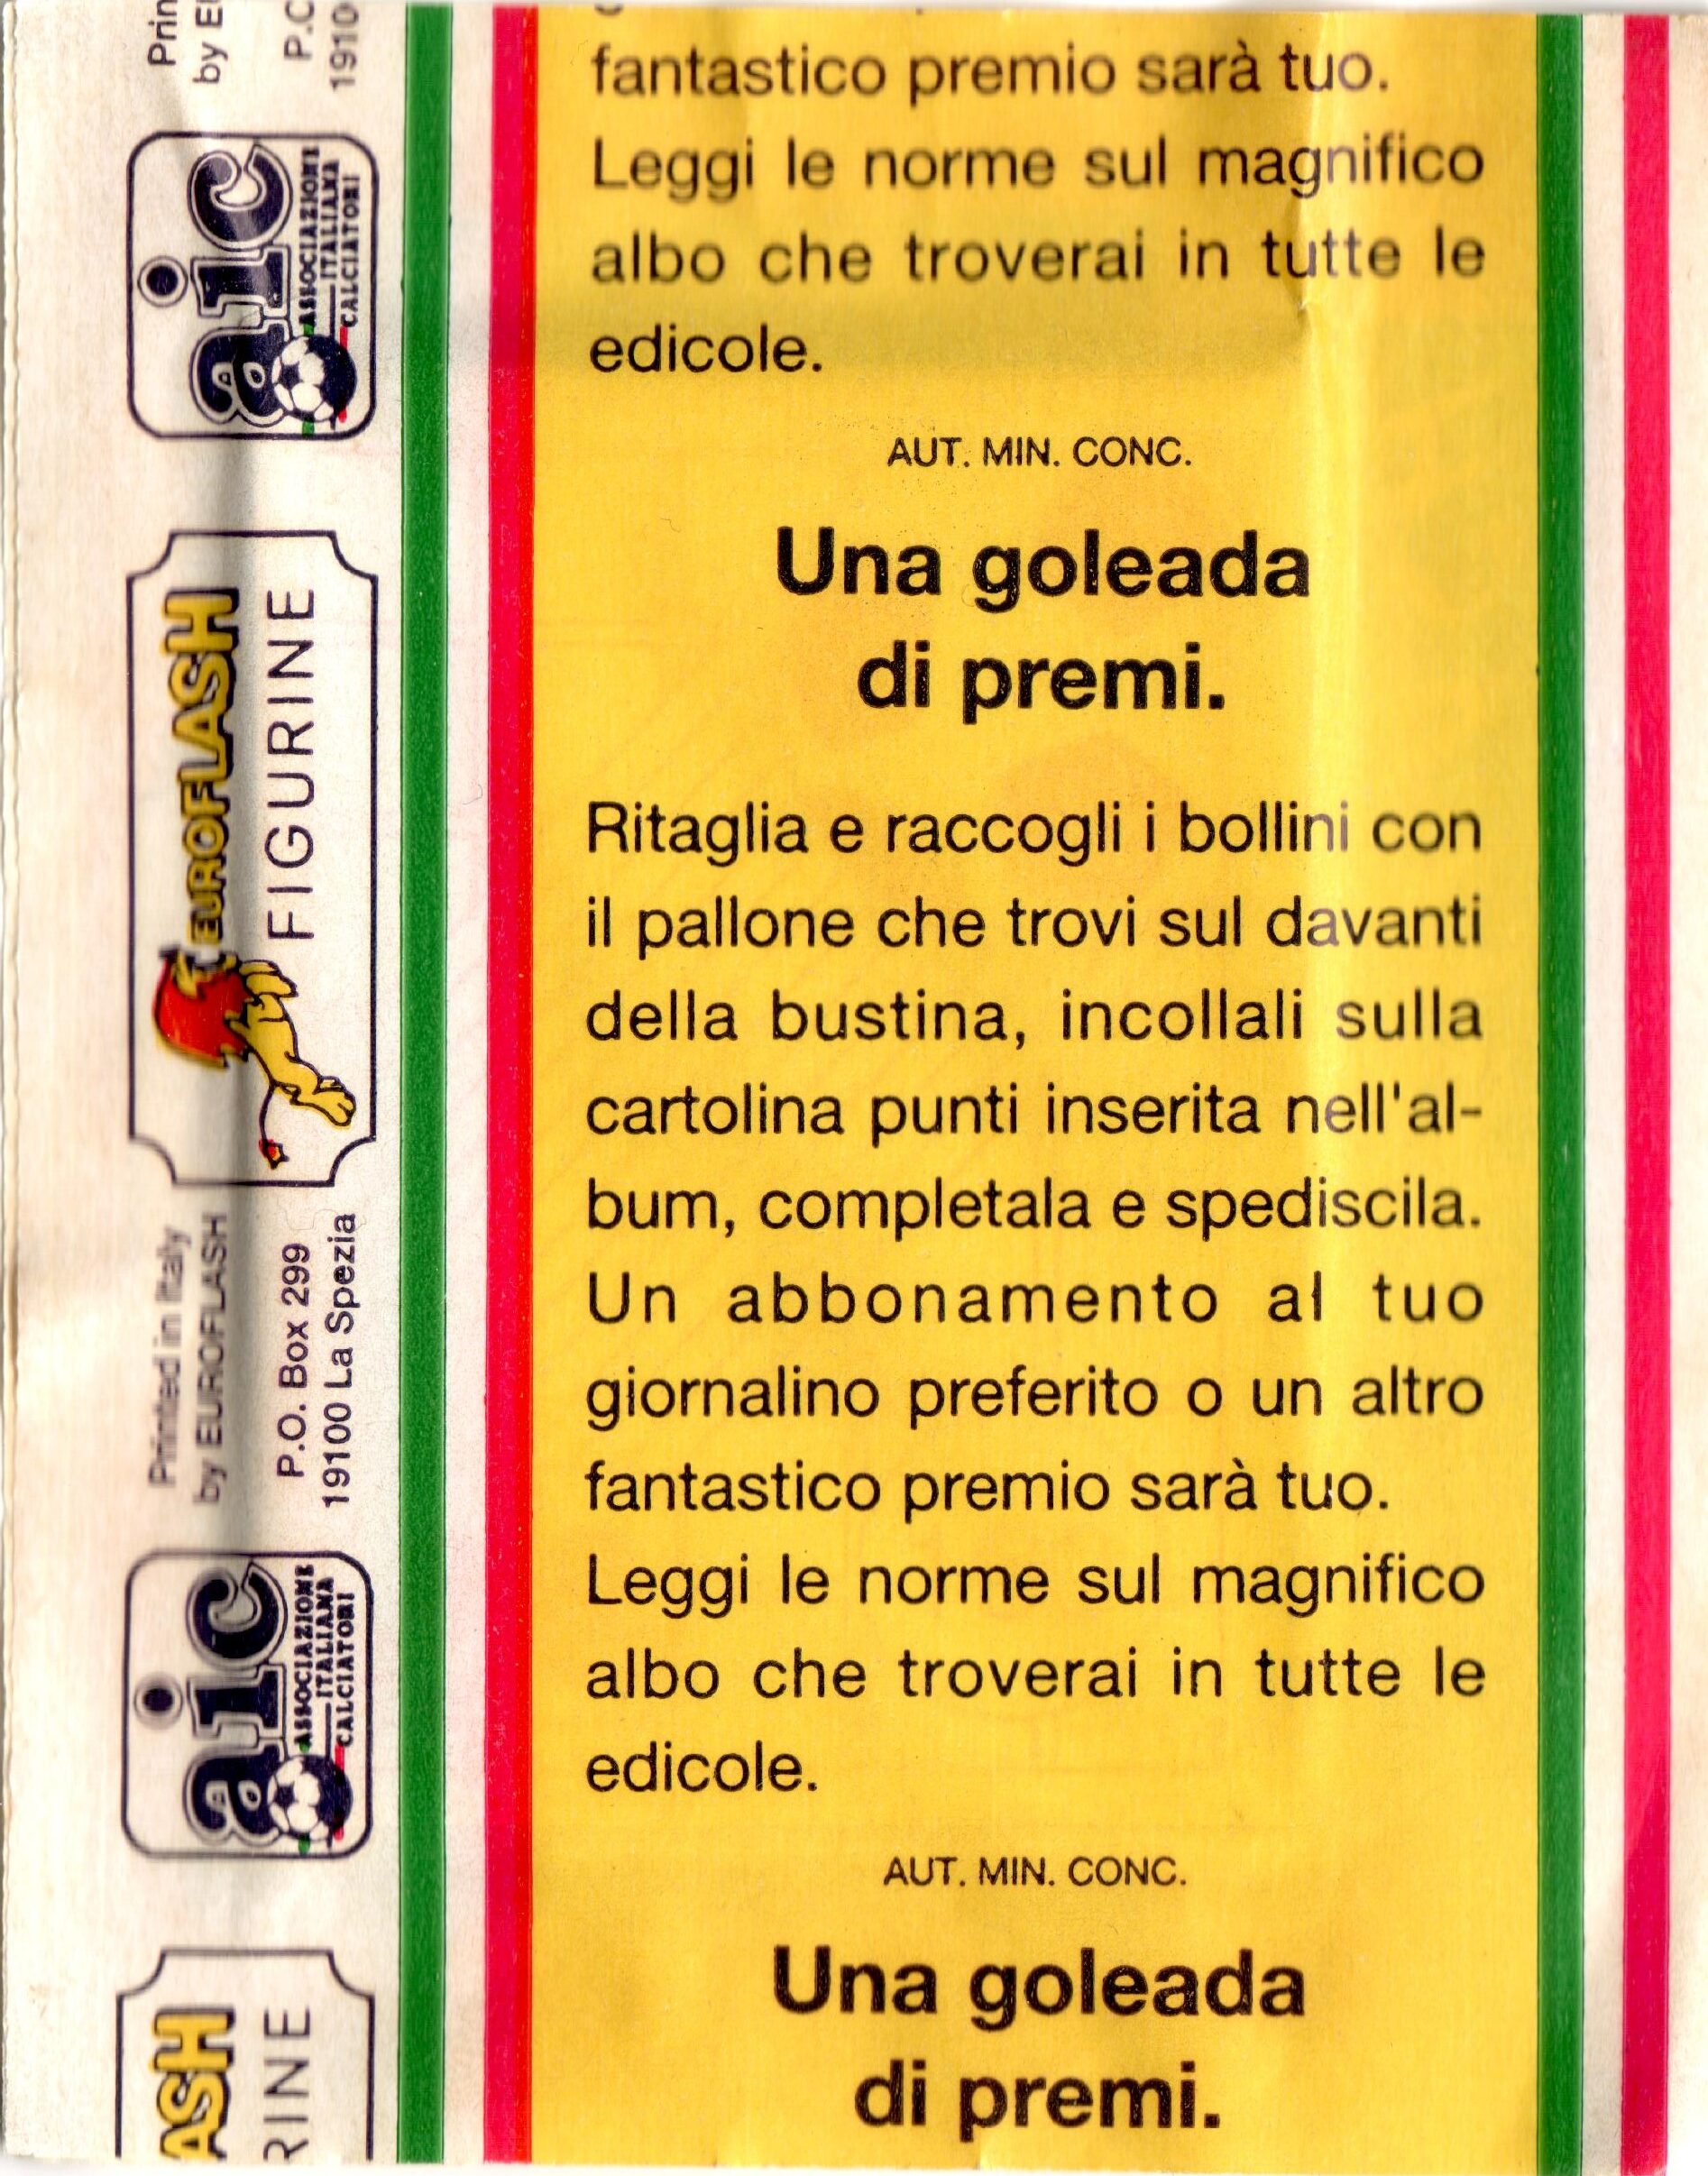 fantastico premio sarà tuo.
Leggi le norme sul magnifico
albo che troverai in tutte le
edicole.
AUT. MIN. CONC.
Una goleada
di premi.
Ritaglia e raccogli i bollini con
il pallone che trovi sul davanti
della bustina, incollali sulla
cartolina punti inserita nell'al-
bum, completala e spediscila.
Un abbonamento al tuo
giornalino preferito o un altro
fantastico premio sarà tuo.
Leggi le norme sul magnifico
albo che troverai in tutte le
edicole.
AUT. MIN. CONC.
Una goleada
di premi.
Prin
by E
P.C
1910
aic
ASSOCIAZIONE
ITALIANA
CALCIATORI
EUROFLASH
FIGURINE
Printed in Italy
by EUROFLASH
P.O. Box 299
19100 La Spezia
aic
ASSOCIAZIONE
ITALIANA
CALCIATORI
ASH
RINE